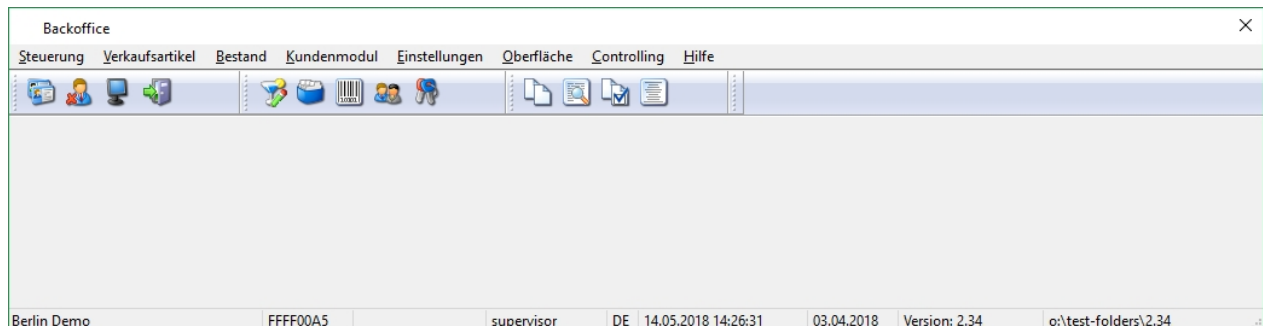 Backoffice
Steuerung Verkaufsartikel Bestand Kundenmodul Einstellungen Oberfläche Controlling Hilfe
Berlin Demo FFFF00A5 supervisor DE 14.05.2018 14:26:31 03.04.2018 Version: 2.34 o:\test-folders\2.34